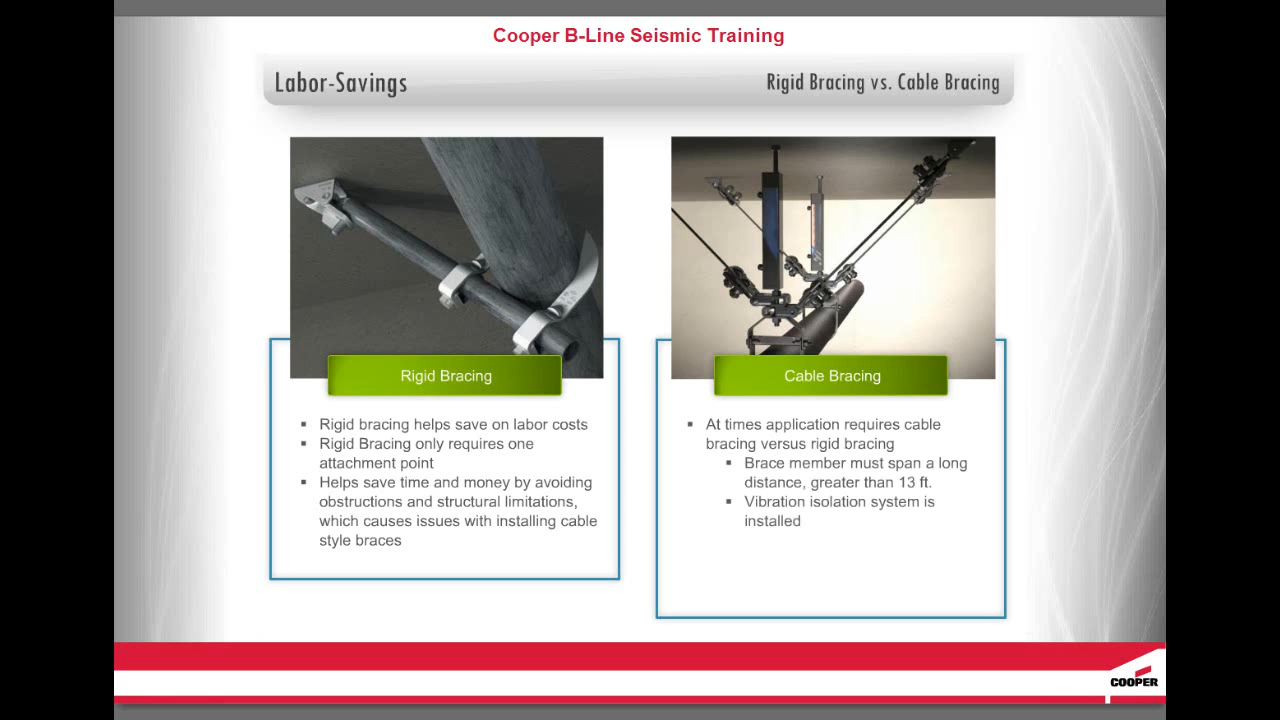 Cooper B-Line Seismic Training
Labor-Savings
Rigid Bracing vs. Cable Bracing
Rigid Bracing
▪ Rigid bracing helps save on labor costs
▪ Rigid Bracing only requires one
attachment point
▪ Helps save time and money by avoiding
obstructions and structural limitations,
which causes issues with installing cable
style braces
Cable Bracing
▪ At times application requires cable
bracing versus rigid bracing
▪ Brace member must span a long
distance, greater than 13 ft.
▪ Vibration isolation system is
installed
COOPER